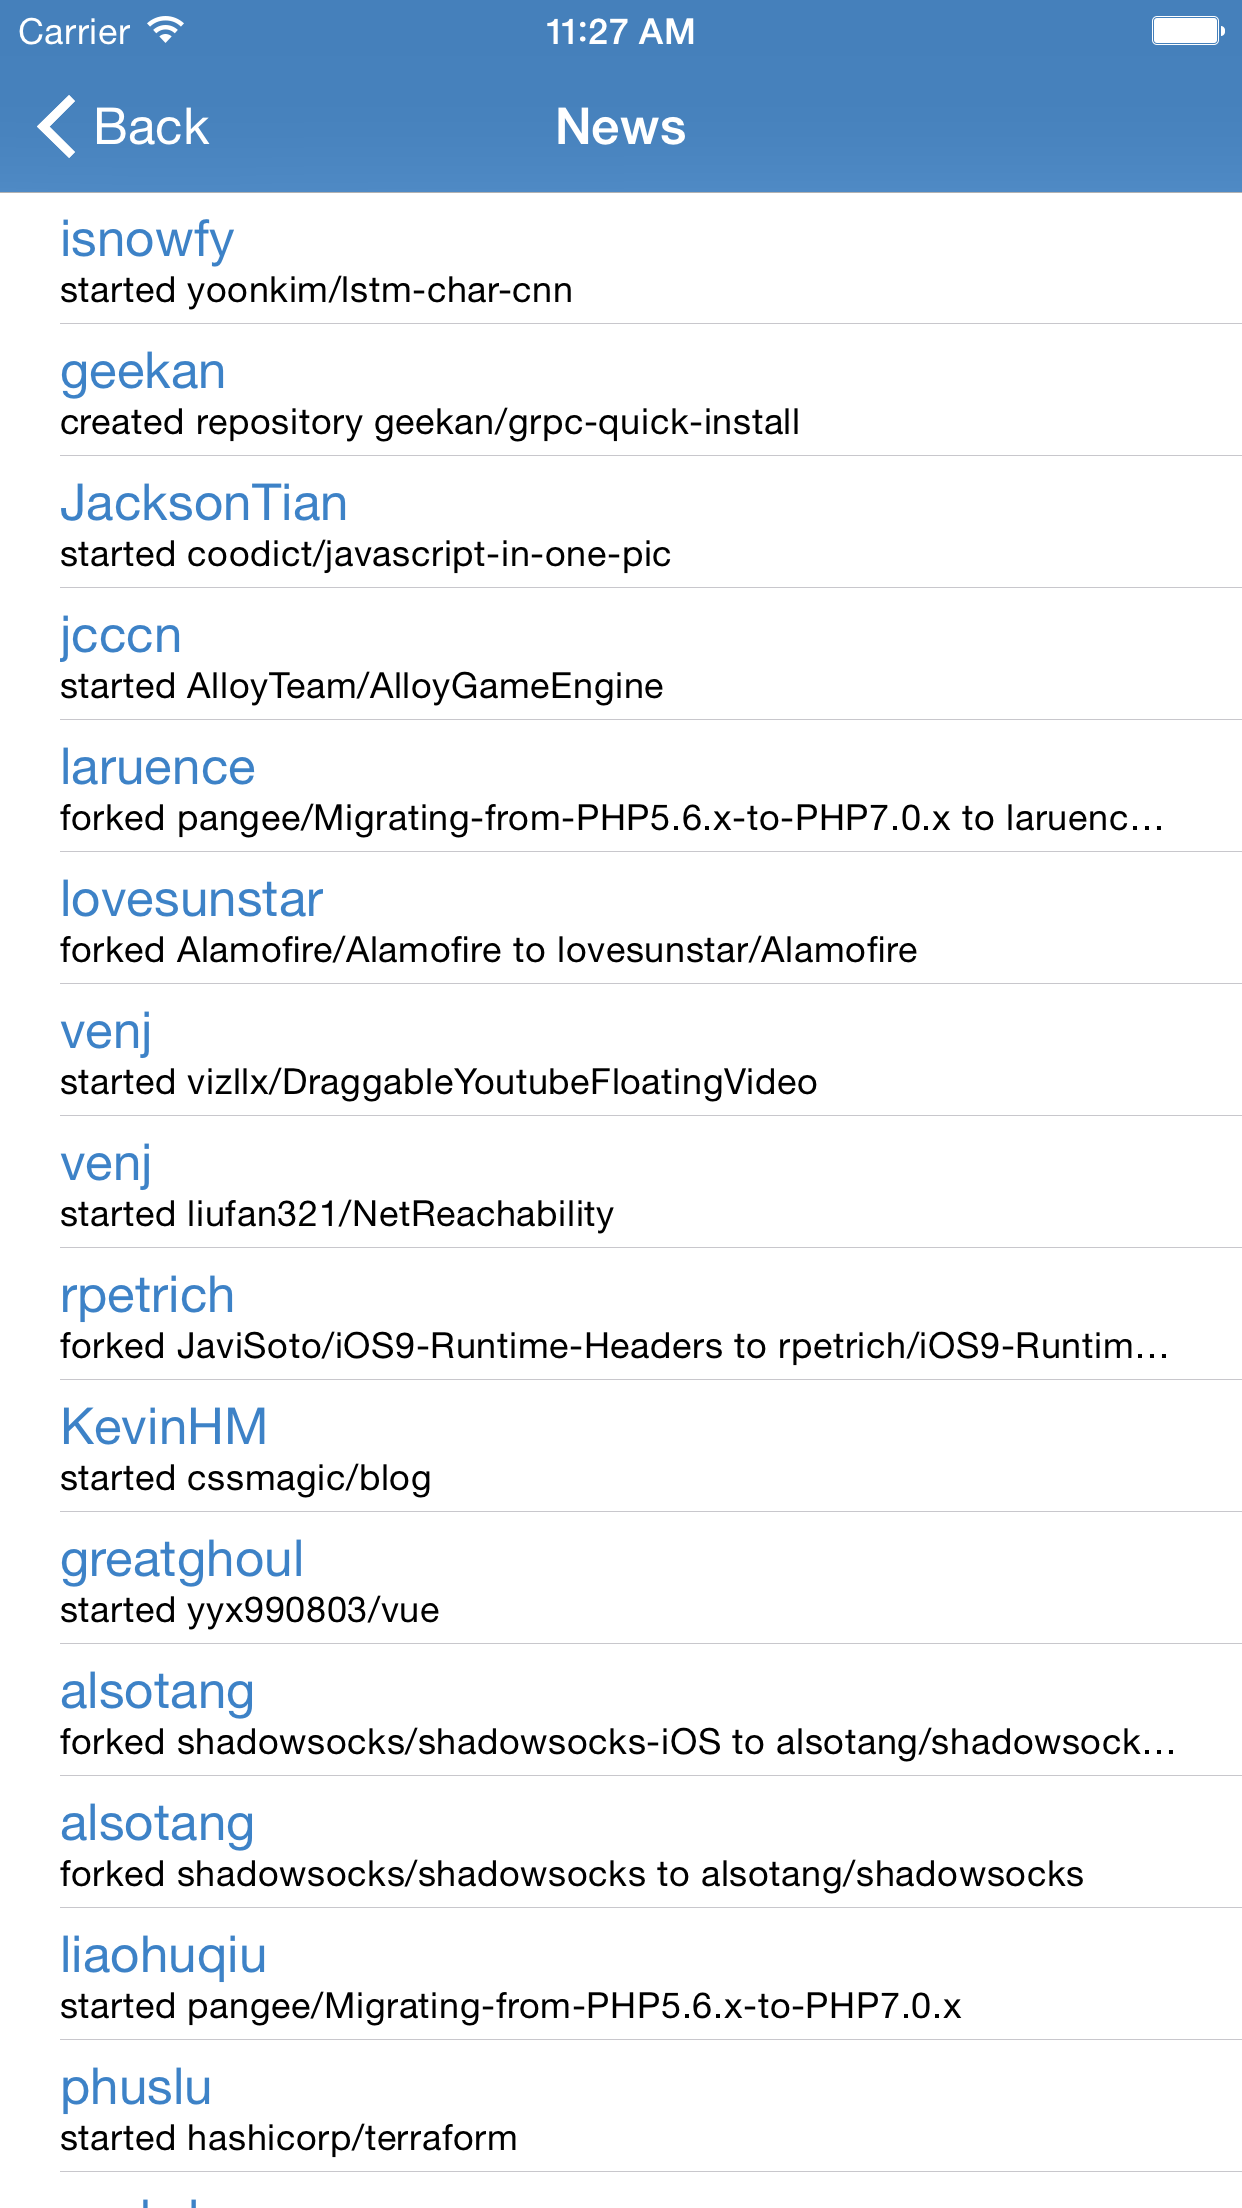 Carrier 11:27 AM
Back News
isnowfy
started yoonkim/lstm-char-cnn
geekan
created repository geekan/grpc-quick-install
JacksonTian
started coodict/javascript-in-one-pic
jcccn
started AlloyTeam/AlloyGameEngine
laruence
forked pangee/Migrating-from-PHP5.6.x-to-PHP7.0.x to laruenc...
lovesunstar
forked Alamofire/Alamofire to lovesunstar/Alamofire
venj
started vizllx/DraggableYoutubeFloatingVideo
venj
started liufan321/NetReachability
rpetrich
forked JaviSoto/iOS9-Runtime-Headers to rpetrich/iOS9-Runtim...
KevinHM
started cssmagic/blog
greatghoul
started yyx990803/vue
alsotang
forked shadowsocks/shadowsocks-iOS to alsotang/shadowsock...
alsotang
forked shadowsocks/shadowsocks to alsotang/shadowsocks
liaohuqiu
started pangee/Migrating-from-PHP5.6.x-to-PHP7.0.x
phuslu
started hashicorp/terraform